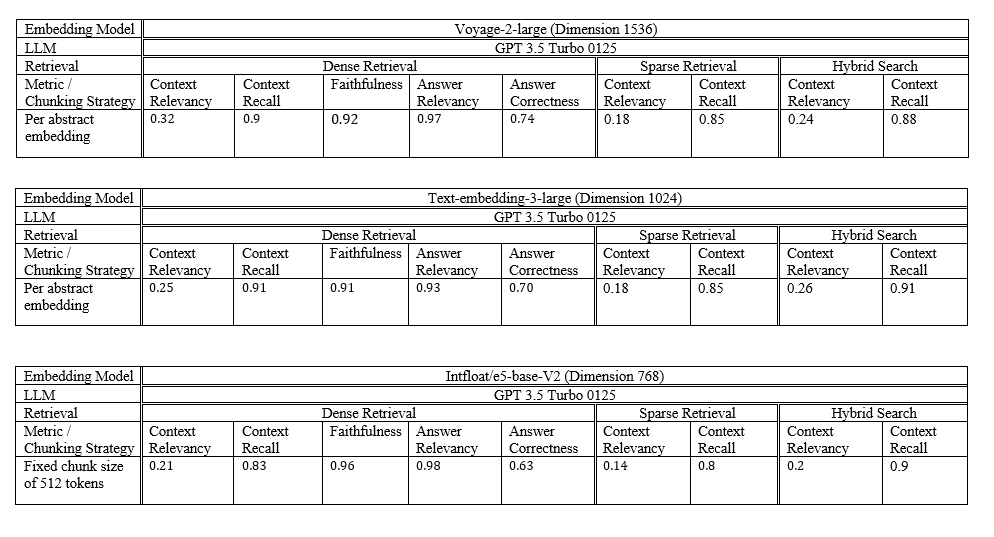 Embedding Model Voyage-2-large (Dimension 1536)
LLM GPT 3.5 Turbo 0125
Retrieval Dense Retrieval Sparse Retrieval Hybrid Search
Metric / Context Context Faithfulness Answer Answer Context Context Context Context
Chunking Strategy Relevancy Recall Relevancy Correctness Relevancy Recall Relevancy Recall
Per abstract 0.32 0.9 0.92 0.97 0.74 0.18 0.85 0.24 0.88
embedding
Embedding Model Text-embedding-3-large (Dimension 1024)
LLM GPT 3.5 Turbo 0125
Retrieval Dense Retrieval Sparse Retrieval Hybrid Search
Metric / Context Context Faithfulness Answer Answer Context Context Context Context
Chunking Strategy Relevancy Recall Relevancy Correctness Relevancy Recall Relevancy Recall
Per abstract 0.25 0.91 0.91 0.93 0.70 0.18 0.85 0.26 0.91
embedding
Embedding Model Intfloat/e5-base-V2 (Dimension 768)
LLM GPT 3.5 Turbo 0125
Retrieval Dense Retrieval Sparse Retrieval Hybrid Search
Metric / Context Context Faithfulness Answer Answer Context Context Context Context
Chunking Strategy Relevancy Recall Relevancy Correctness Relevancy Recall Relevancy Recall
Fixed chunk size 0.21 0.83 0.96 0.98 0.63 0.14 0.8 0.2 0.9
of 512 tokens